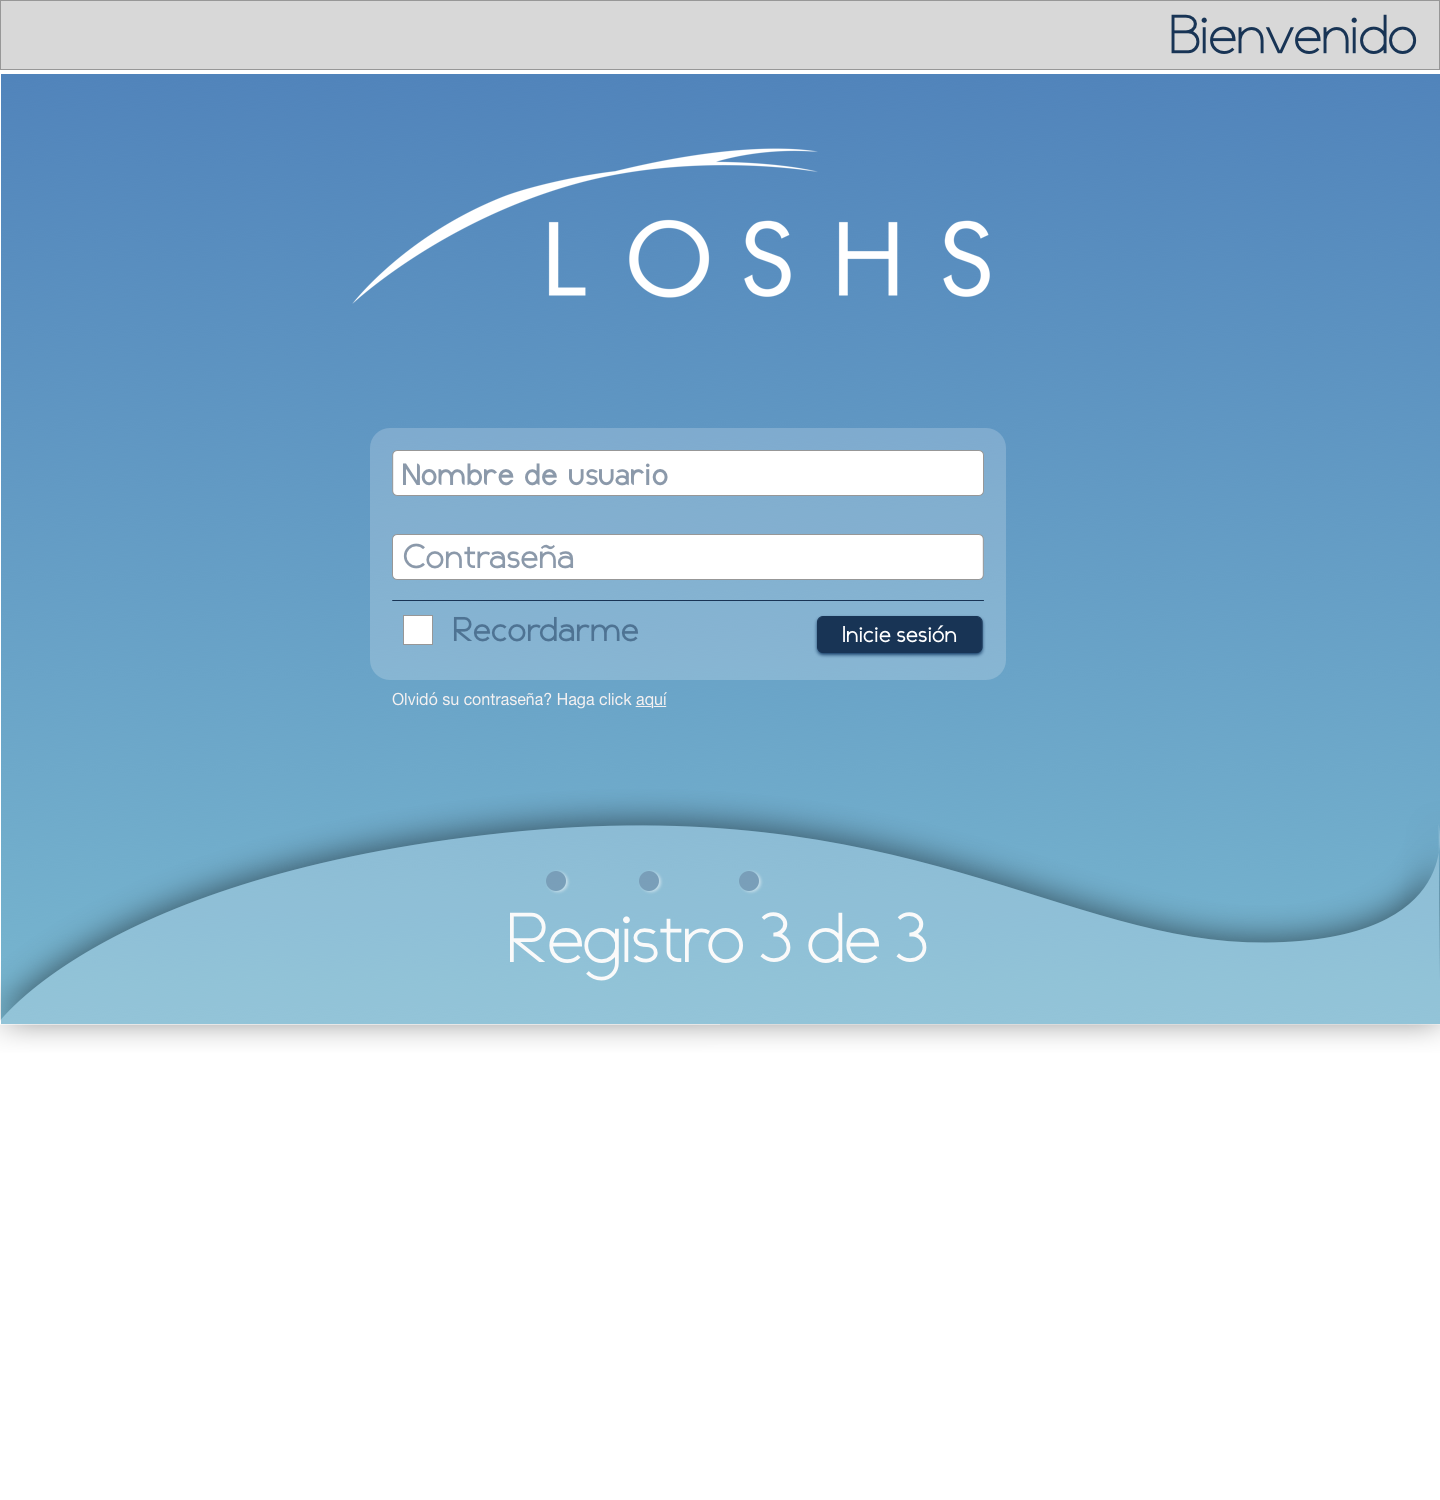 Bienvenido
LOSHS
Nombre de usuario
Contraseña
Recordarme
Inicie sesión
Olvidó su contraseña? Haga click aquí
Registro 3 de 3